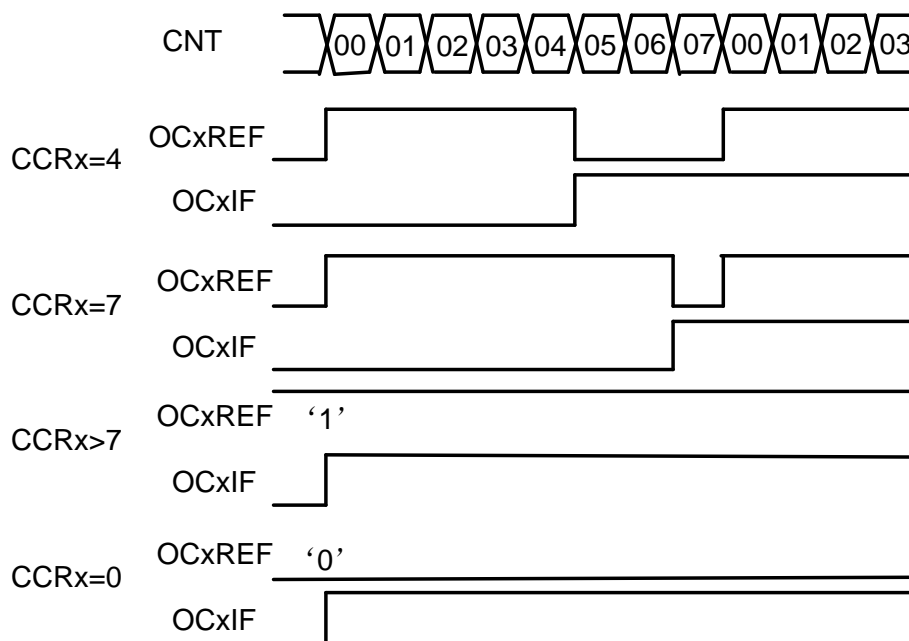 CNT 00 01 02 03 04 05 06 07 00 01 02 03
CCRx=4
OCxREF
OCxIF
CCRx=7
OCxREF
OCxIF
CCRx>7
OCxREF ‘1’
OCxIF
CCRx=0
OCxREF ‘0’
OCxIF